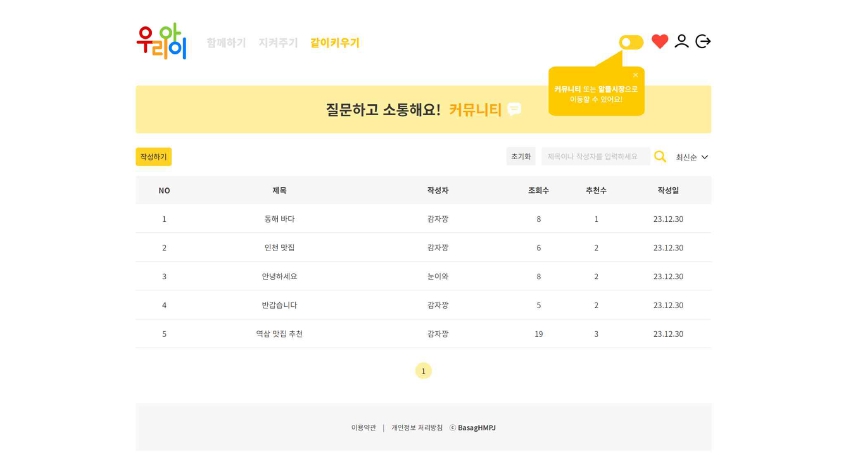 우아
리이
함께하기 지켜주기 같이키우기
커뮤니티 또는 알뜰시장으로
이동할 수 있어요!
질문하고 소통해요! 커뮤니티
작성하기 초기화 제목이나 작성자를 입력하세요 최신순
NO 제목 작성자 조회수 추천수 작성일
1 동해 바다 감자깡 8 1 23.12.30
2 인천 맛집 감자깡 6 2 23.12.30
3 안녕하세요 눈이와 8 2 23.12.30
4 반갑습니다 감자깡 5 2 23.12.30
5 역삼 맛집 추천 감자깡 19 3 23.12.30
1
이용약관 | 개인정보 처리방침 ⓒ BasagHMPJ